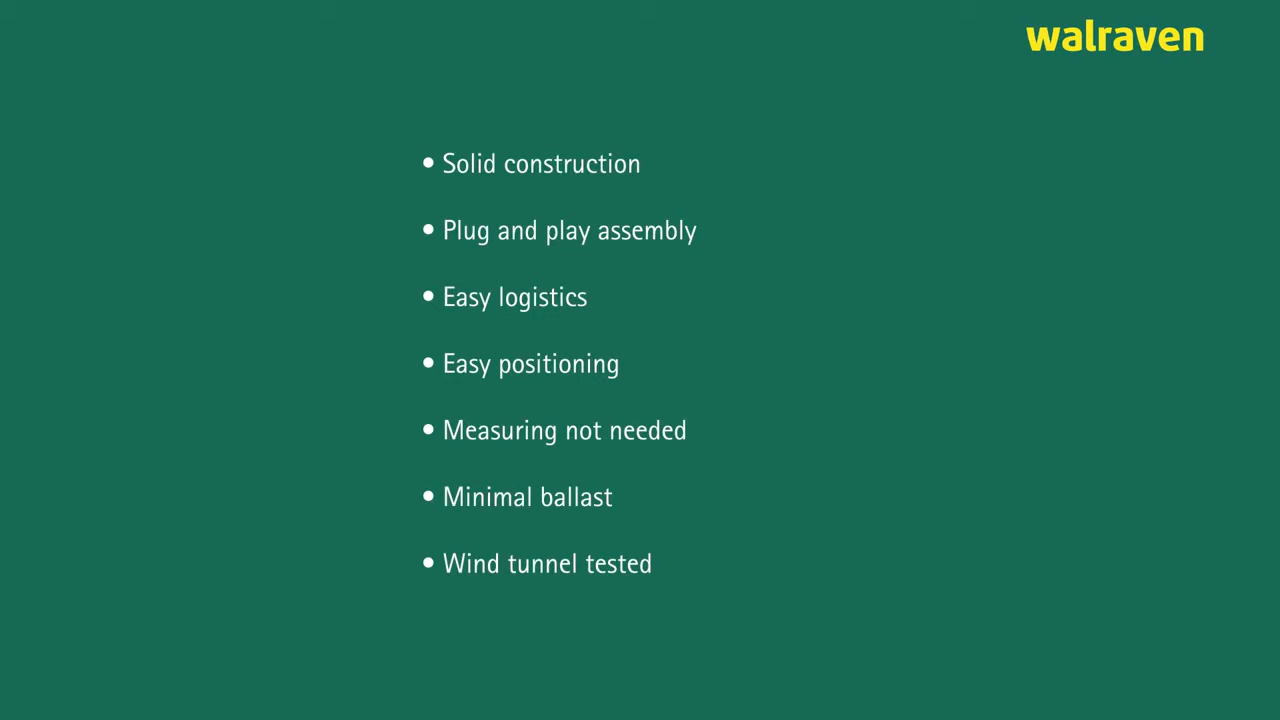 walraven
• Solid construction
• Plug and play assembly
• Easy logistics
• Easy positioning
• Measuring not needed
• Minimal ballast
• Wind tunnel tested